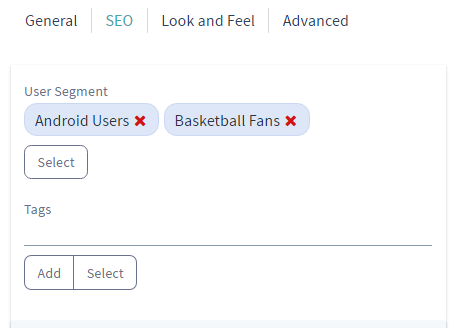 General SEO Look and Feel Advanced
User Segment
Android Users Basketball Fans
Select
Tags
Add Select